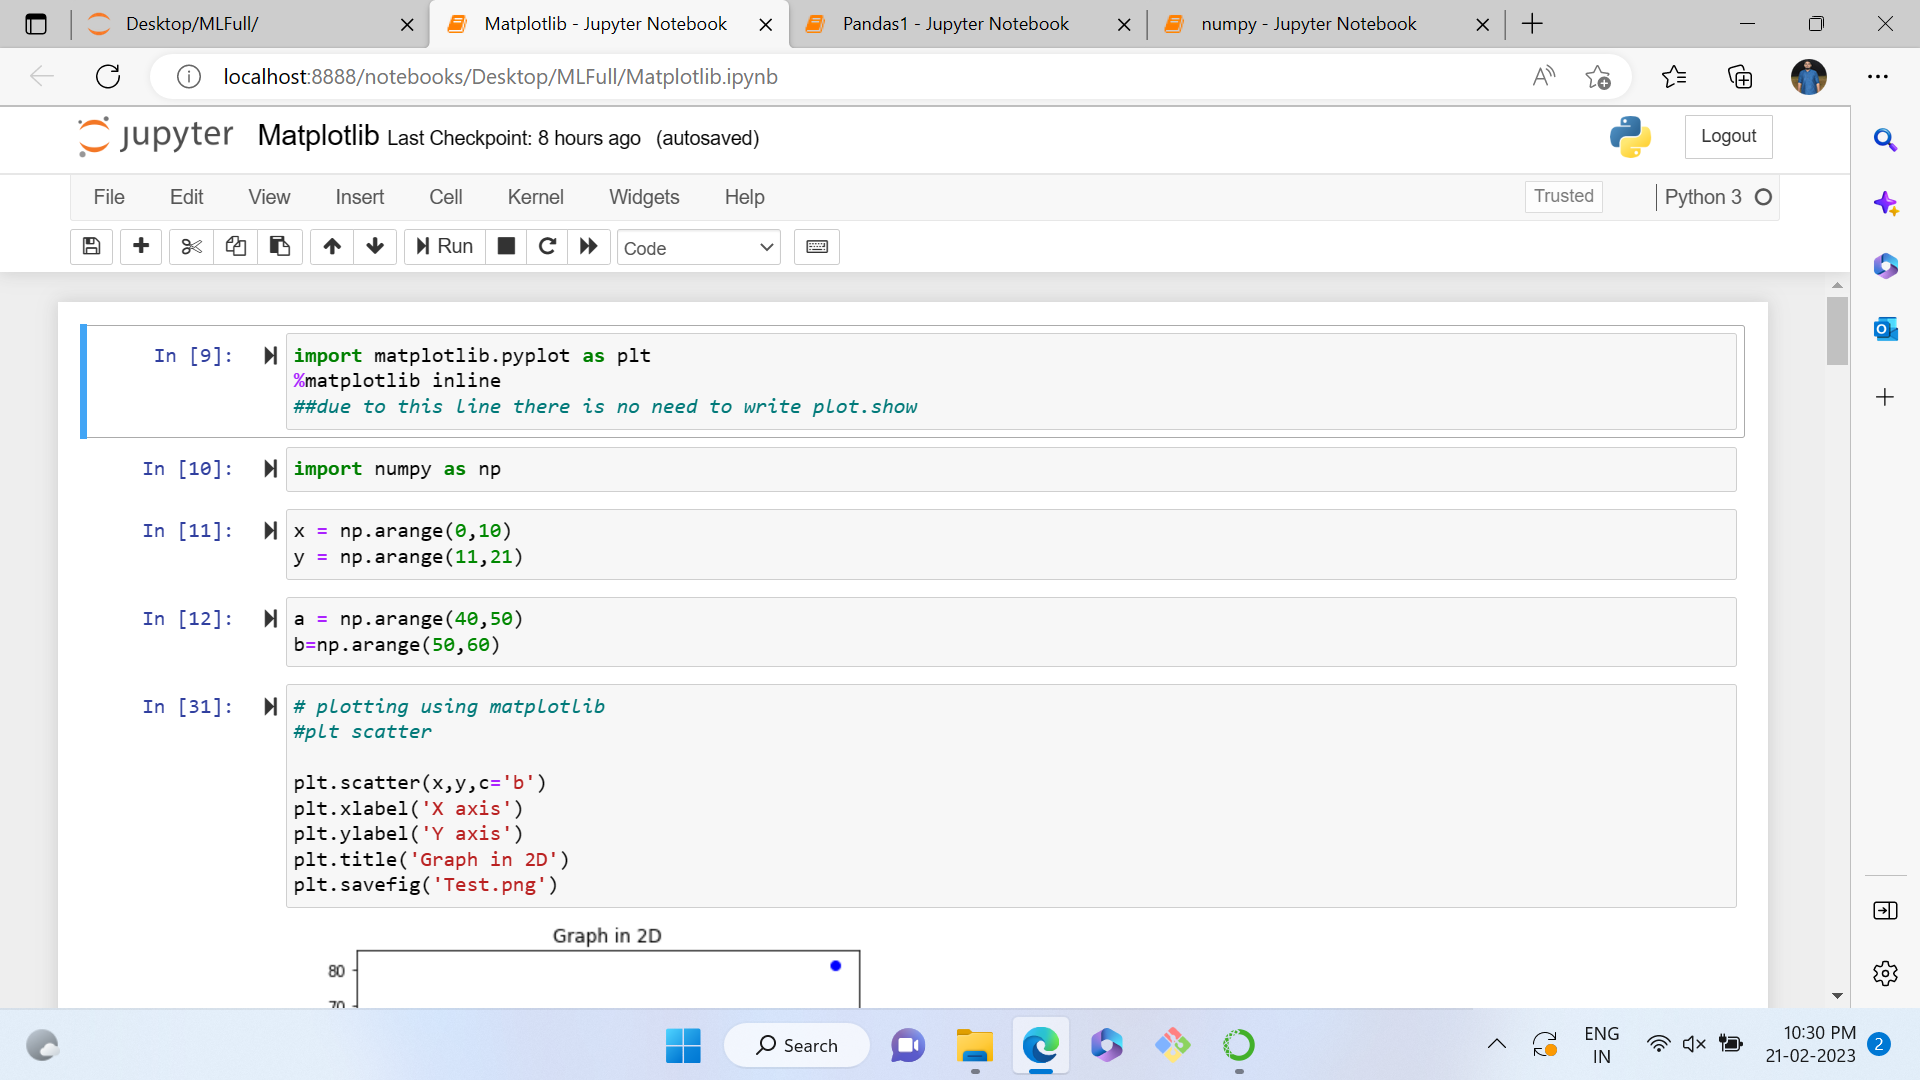 Desktop/MLFull/
Matplotlib - Jupyter Notebook
Pandas1 - Jupyter Notebook
numpy - Jupyter Notebook
localhost:8888/notebooks/Desktop/MLFull/Matplotlib.ipynb
jupyter Matplotlib Last Checkpoint: 8 hours ago (autosaved)
Logout
File Edit View Insert Cell Kernel Widgets Help
Trusted
Python 3
Run
Code
In [9]:
import matplotlib.pyplot as plt
%matplotlib inline
##due to this line there is no need to write plot.show
In [10]:
import numpy as np
In [11]:
x = np.arange(0,10)
y = np.arange(11,21)
In [12]:
a = np.arange(40,50)
b=np.arange(50,60)
In [31]:
# plotting using matplotlib
#plt scatter
plt.scatter(x,y,c='b')
plt.xlabel('X axis')
plt.ylabel('Y axis')
plt.title('Graph in 2D')
plt.savefig('Test.png')
Graph in 2D
80
70
Search
ENG
IN
10:30 PM
21-02-2023
2